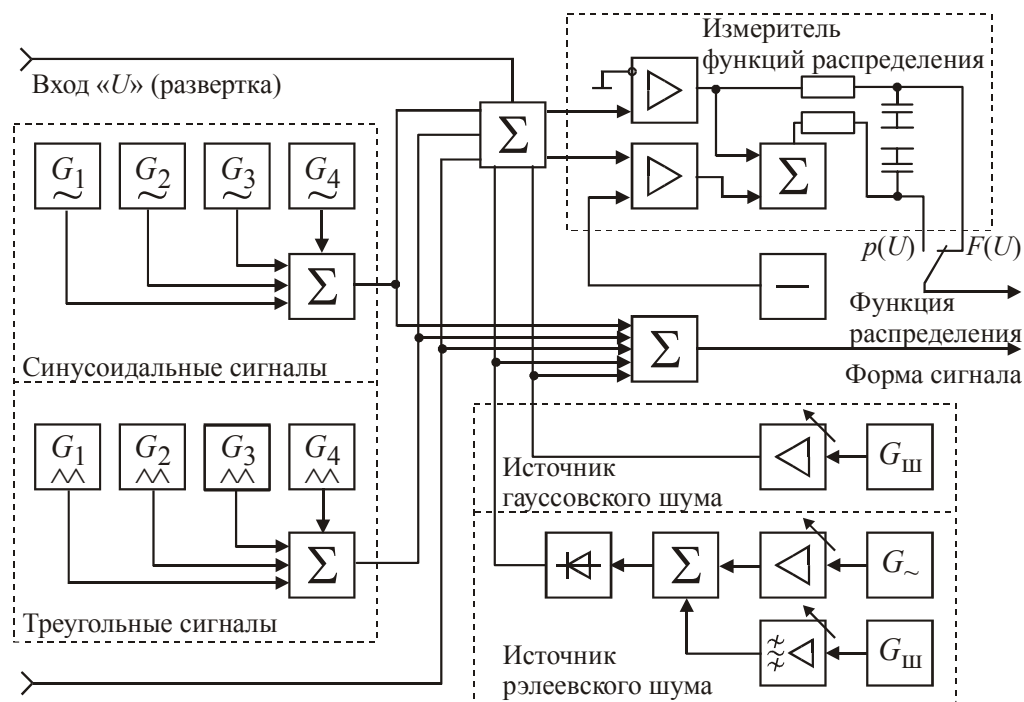 Измеритель
функций распределения
Вход «U» (развертка)
Σ
G1 G2 G3 G4
Σ
Σ
p(U) F(U)
Функция
распределения
Σ
Форма сигнала
Синусоидальные сигналы
G1 G2 G3 G4
Σ
Треугольные сигналы
Источник
гауссовского шума
Gш
Σ
G~
Gш
Источник
рэлеевского шума